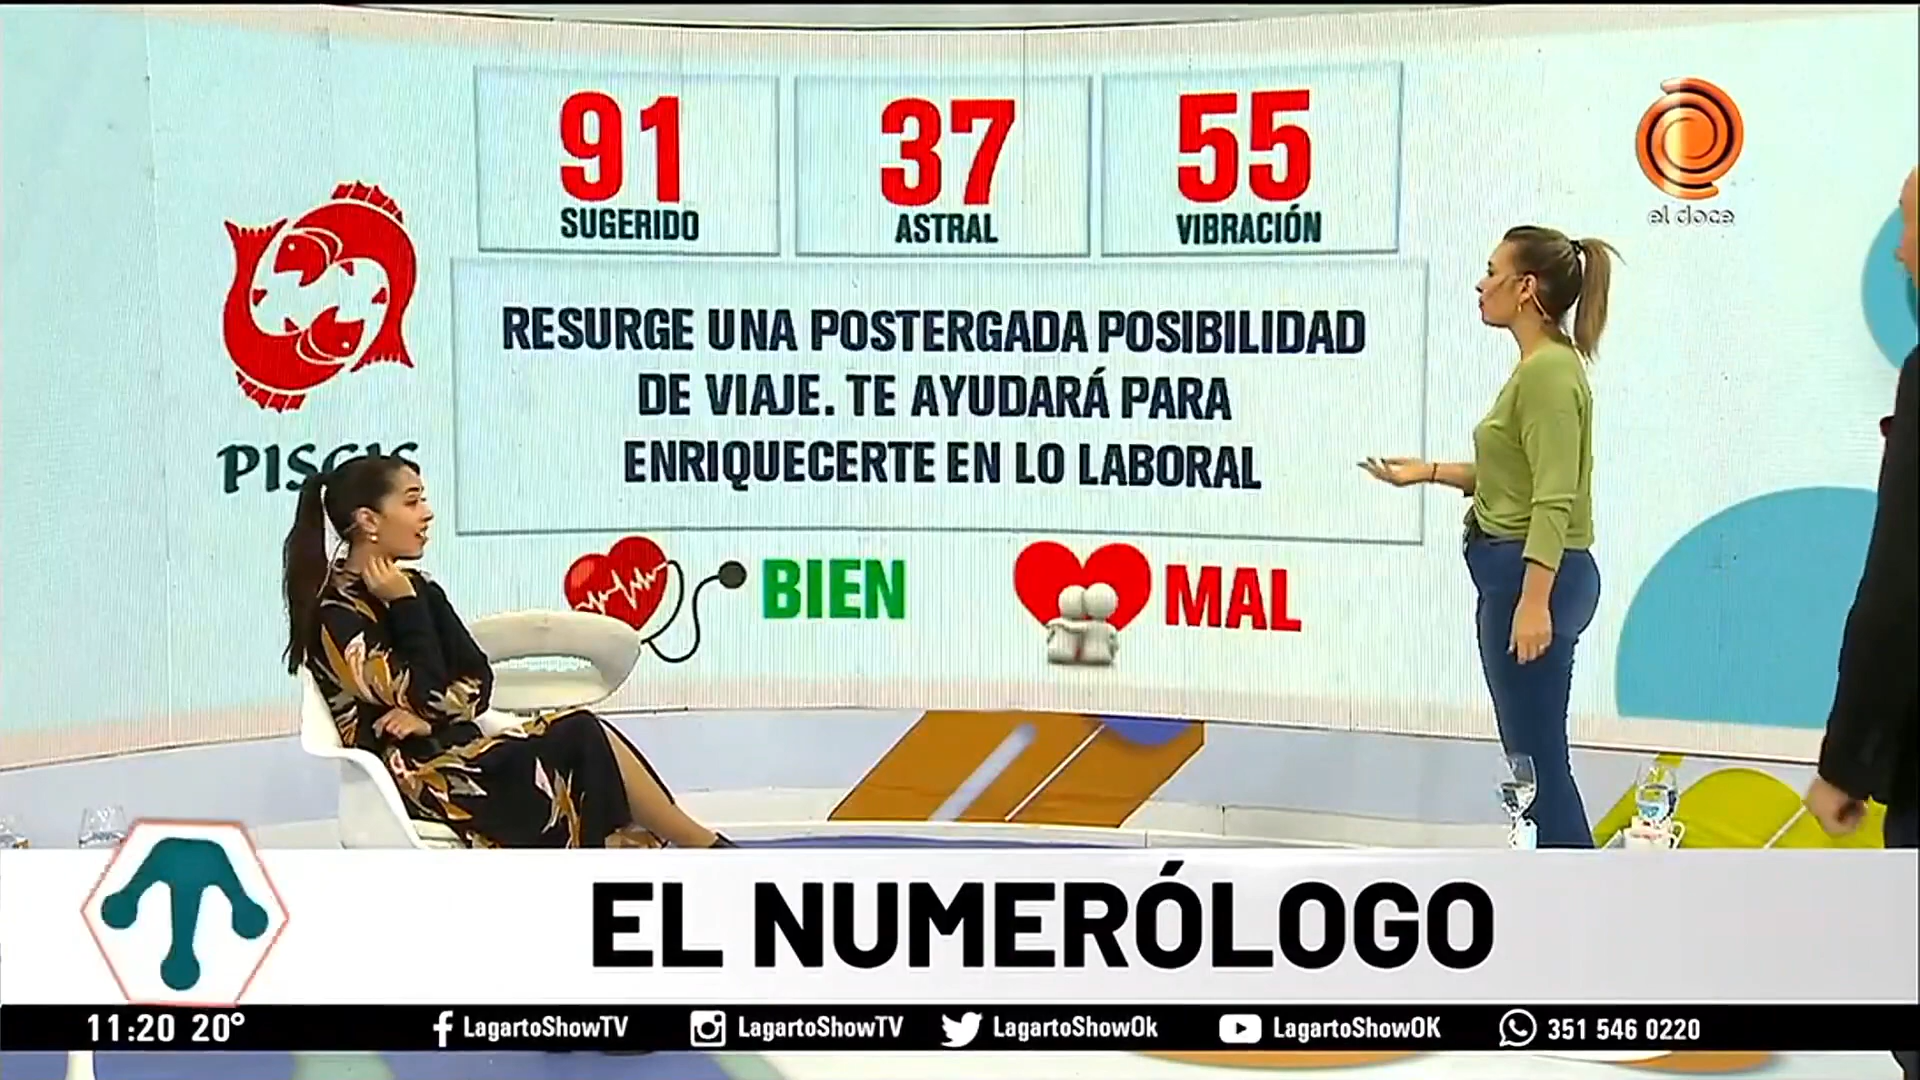 91
SUGERIDO
37
ASTRAL
55
VIBRACIÓN
el doce
RESURGE UNA POSTERGADA POSIBILIDAD
DE VIAJE. TE AYUDARÁ PARA
ENRIQUECERTE EN LO LABORAL
PISCIS
BIEN
MAL
EL NUMERÓLOGO
11:20 20°
LagartoShowTV
LagartoShowTV
LagartoShowOk
LagartoShowOK
351 546 0220